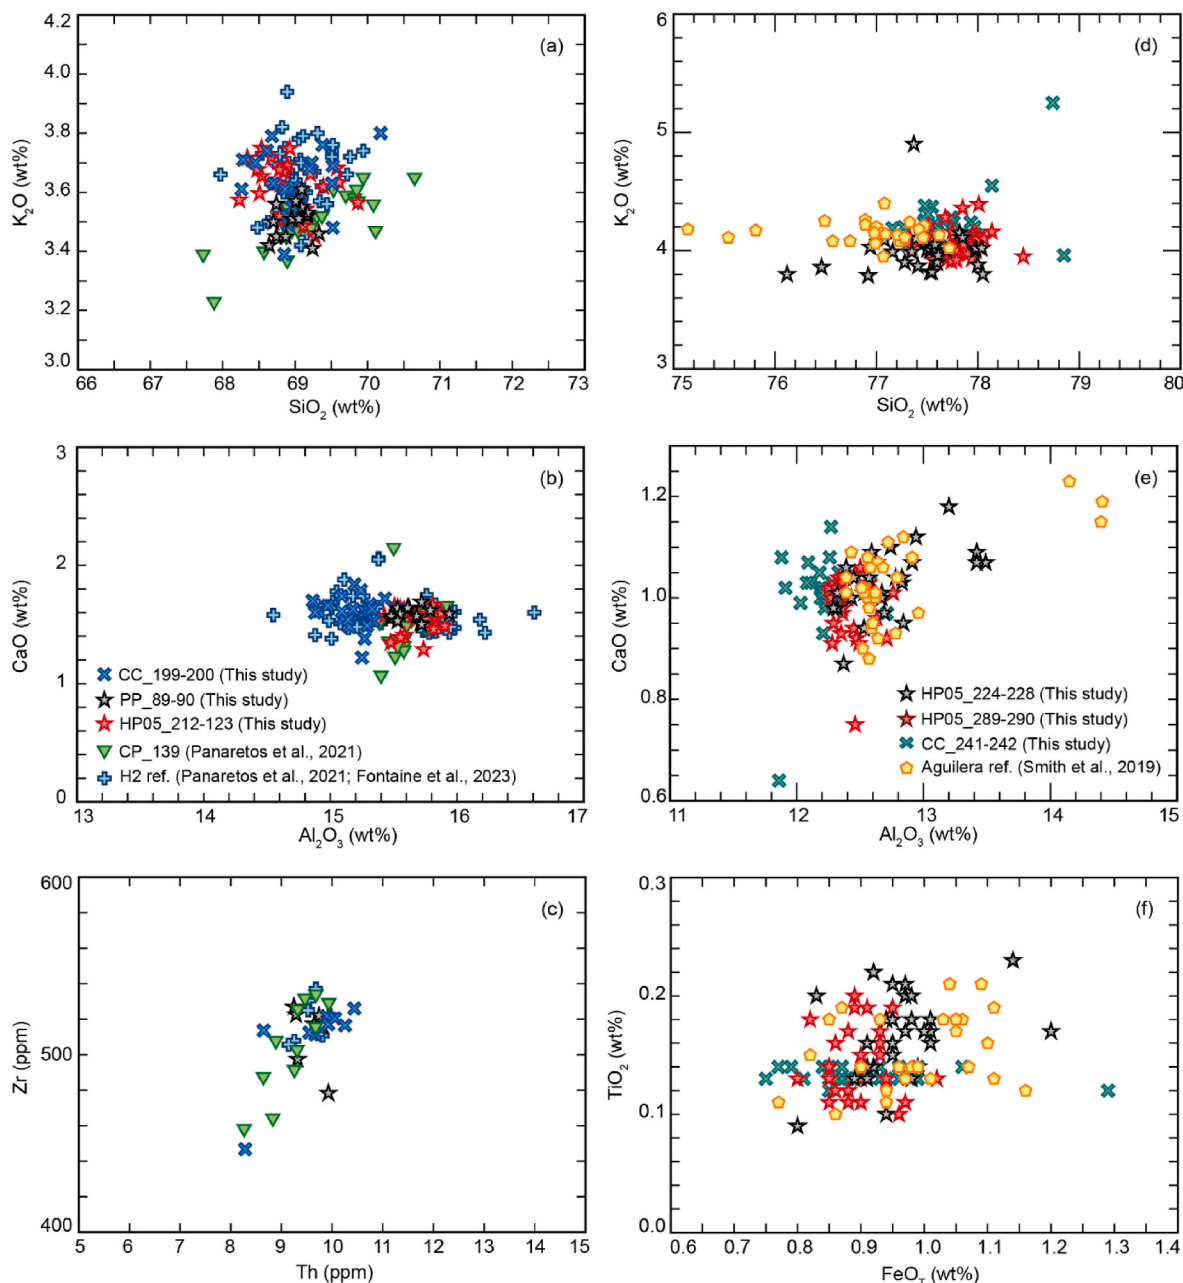 (a)
K2O (wt%)
4.2
4.0
3.8
3.6
3.4
3.2
3.0
66 67 68 69 70 71 72 73
SiO2 (wt%)
(d)
K2O (wt%)
6
5
4
3
75 76 77 78 79 80
SiO2 (wt%)
(b)
CaO (wt%)
3
2
1
0
CC_199-200 (This study)
PP_89-90 (This study)
HP05_212-123 (This study)
CP_139 (Panaretos et al., 2021)
H2 ref. (Panaretos et al., 2021; Fontaine et al., 2023)
13 14 15 16 17
Al2O3 (wt%)
(e)
CaO (wt%)
1.2
1.0
0.8
0.6
HP05_224-228 (This study)
HP05_289-290 (This study)
CC_241-242 (This study)
Aguilera ref. (Smith et al., 2019)
11 12 13 14 15
Al2O3 (wt%)
(c)
Zr (ppm)
600
500
400
5 6 7 8 9 10 11 12 13 14 15
Th (ppm)
(f)
TiO2 (wt%)
0.3
0.2
0.1
0.0
0.6 0.7 0.8 0.9 1.0 1.1 1.2 1.3 1.4
FeOT (wt%)